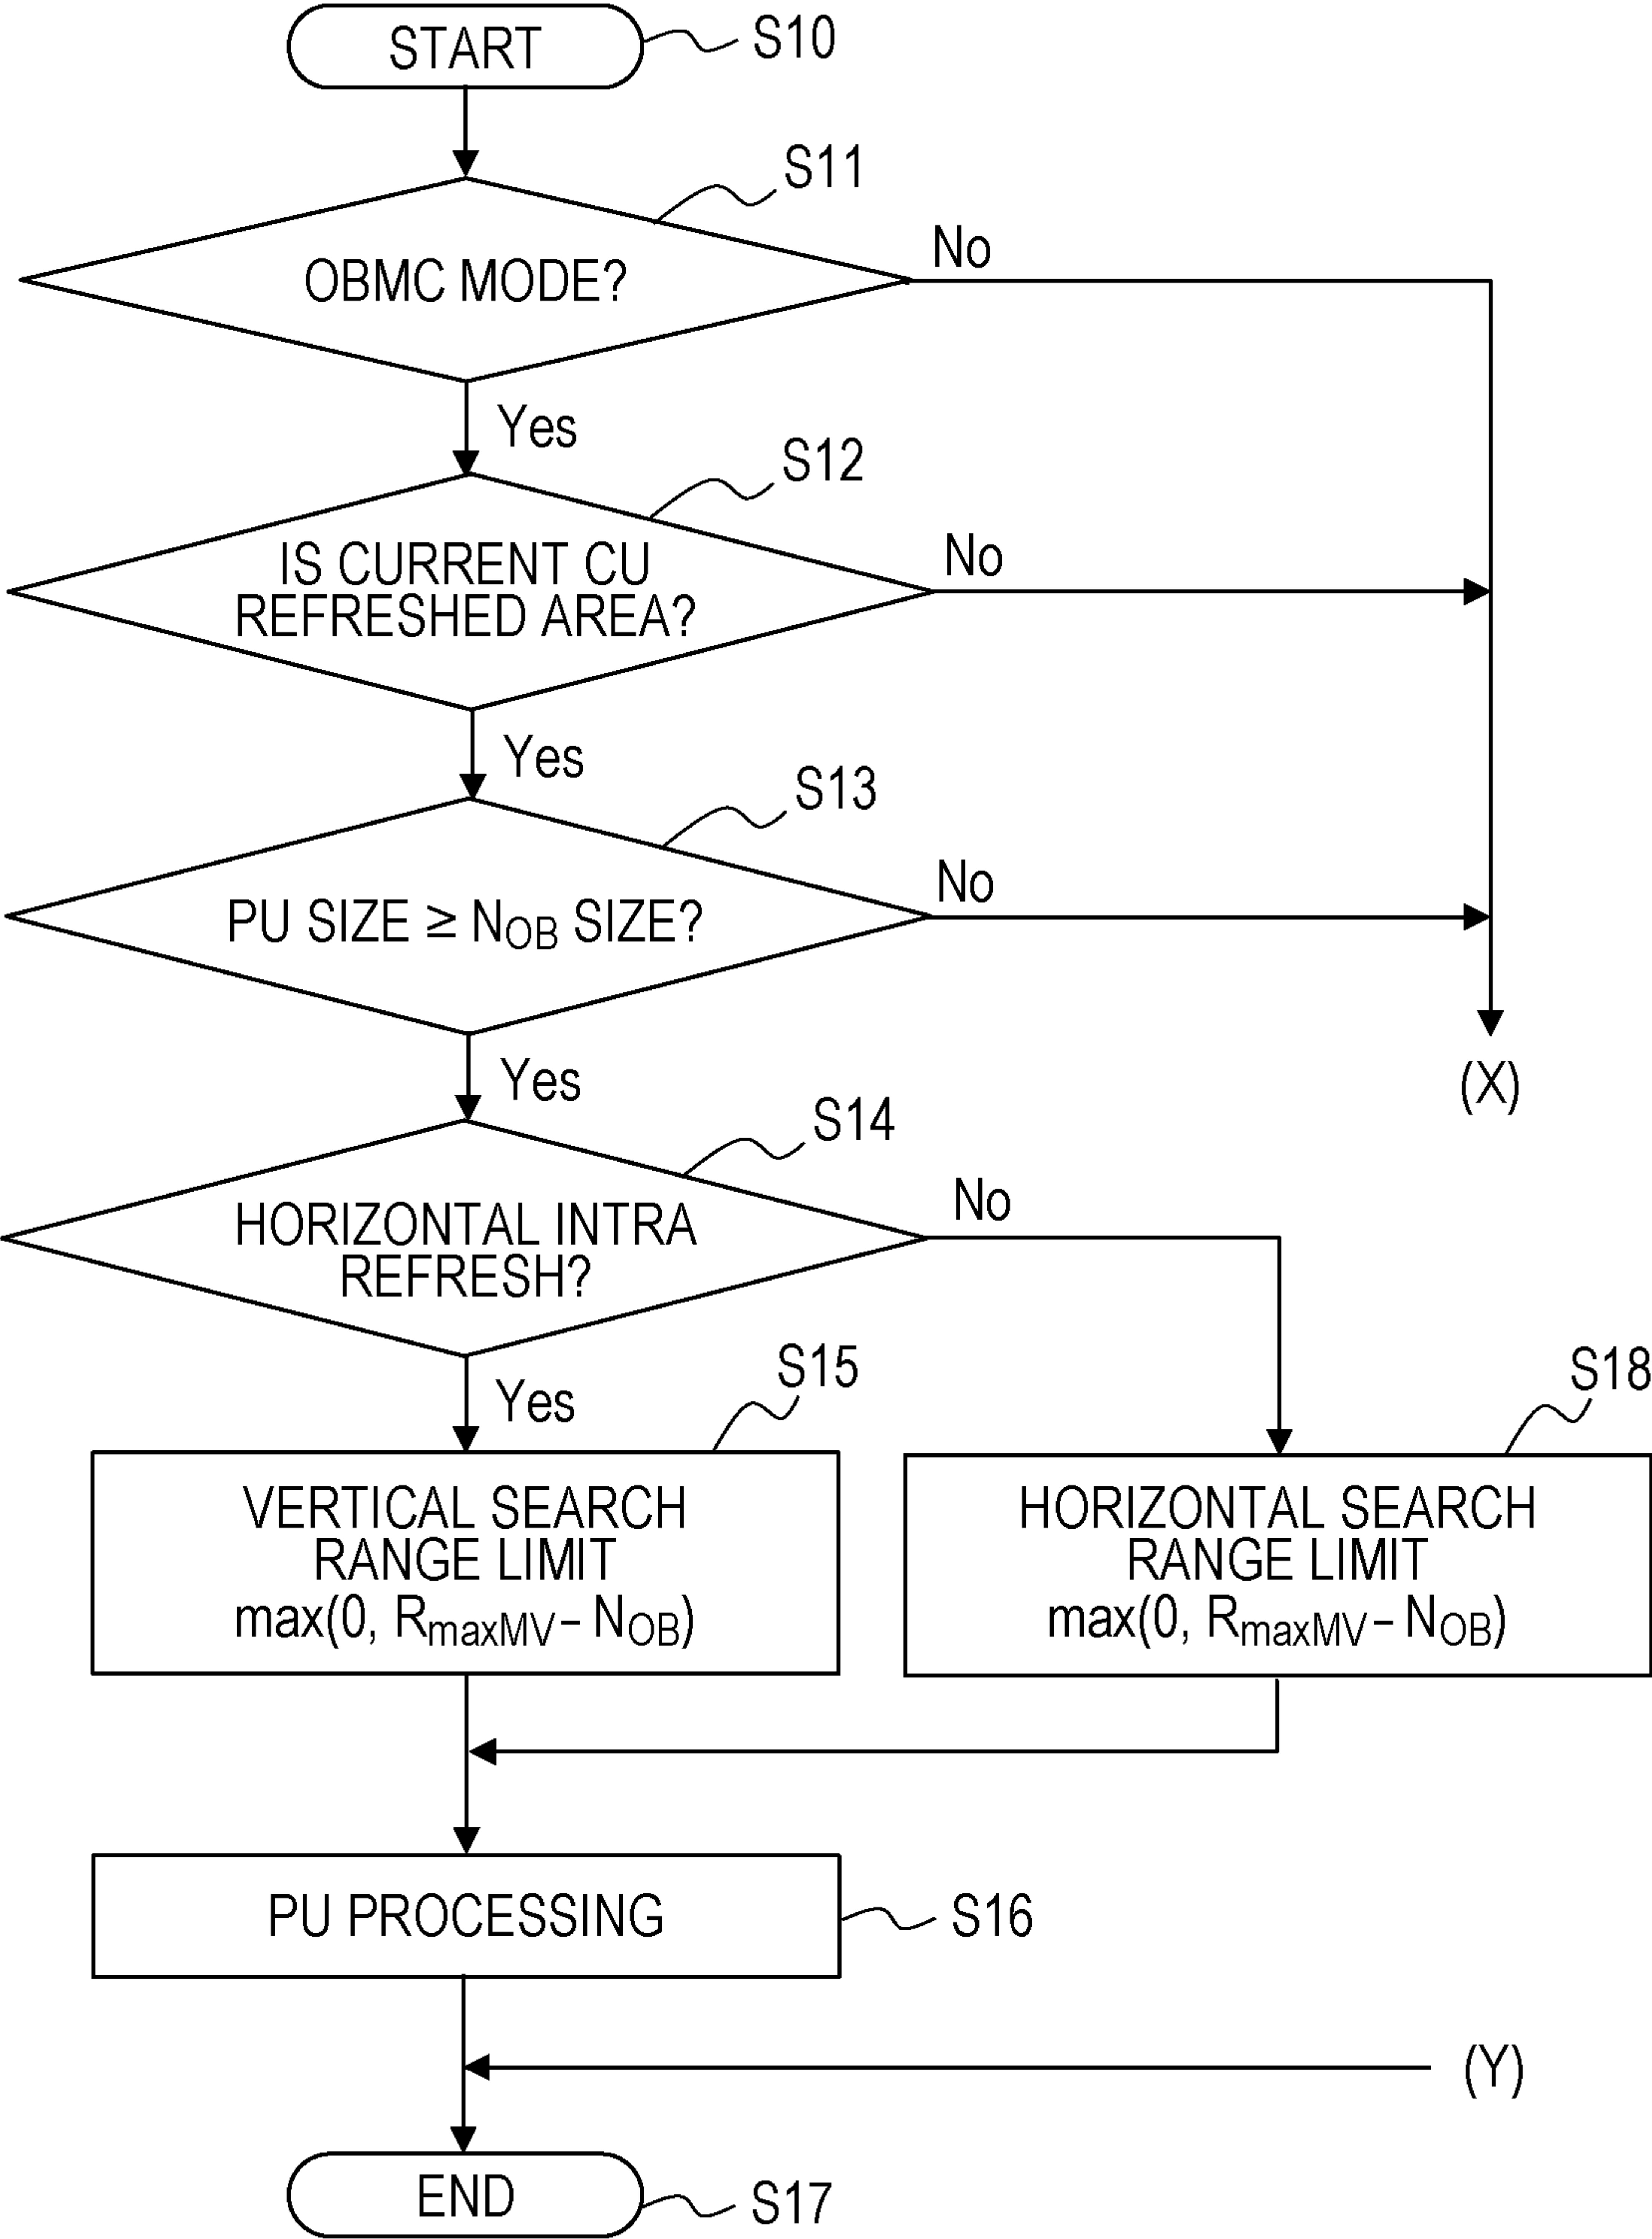 START
S10
S11
OBMC MODE?
No
Yes
S12
IS CURRENT CU
REFRESHED AREA?
No
Yes
S13
PU SIZE ≥ NOB SIZE?
No
Yes
(X)
S14
HORIZONTAL INTRA
REFRESH?
No
Yes
S15
VERTICAL SEARCH
RANGE LIMIT
max(0, RmaxMV – NOB)
S18
HORIZONTAL SEARCH
RANGE LIMIT
max(0, RmaxMV – NOB)
PU PROCESSING
S16
(Y)
END
S17